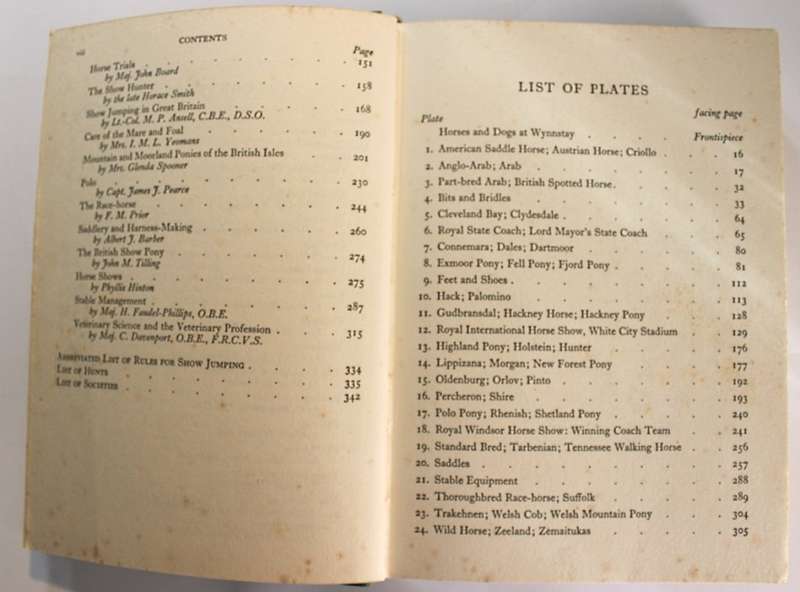 viii CONTENTS
Page
Horse Trials . . . . . . . 151
by Maj. John Board
The Show Hunter . . . . . . 158
by the late Horace Smith
Show Jumping in Great Britain . . . . . 168
by Lt.-Col. M. P. Ansell, C.B.E., D.S.O.
Care of the Mare and Foal . . . . . 190
by Mrs. I. M. L. Yeomans
Mountain and Moorland Ponies of the British Isles . . 201
by Mrs. Glenda Spooner
Polo . . . . . . . . 230
by Capt. James J. Pearce
The Race-horse . . . . . . 244
by F. M. Prior
Saddlery and Harness-Making . . . . . 260
by Albert J. Barber
The British Show Pony . . . . . 274
by John M. Tilling
Horse Shows . . . . . . . 275
by Phyllis Hinton
Stable Management . . . . . . 287
by Maj. H. Faudel-Phillips, O.B.E.
Veterinary Science and the Veterinary Profession . . . 315
by Maj. C. Davenport, O.B.E., F.R.C.V.S.
Abbreviated List of Rules for Show Jumping . . . . 334
List of Hunts . . . . . . . 335
List of Societies . . . . . . . 342
LIST OF PLATES
Plate facing page
Horses and Dogs at Wynnstay . . . . Frontispiece
1. American Saddle Horse; Austrian Horse; Criollo . . . 16
2. Anglo-Arab; Arab . . . . . . . 17
3. Part-bred Arab; British Spotted Horse . . . . . 32
4. Bits and Bridles . . . . . . . 33
5. Cleveland Bay; Clydesdale . . . . . . 64
6. Royal State Coach; Lord Mayor's State Coach . . . 65
7. Connemara; Dales; Dartmoor . . . . . 80
8. Exmoor Pony; Fell Pony; Fjord Pony . . . . . 81
9. Feet and Shoes . . . . . . . 112
10. Hack; Palomino . . . . . . . 113
11. Gudbransdal; Hackney Horse; Hackney Pony . . . 128
12. Royal International Horse Show, White City Stadium . . 129
13. Highland Pony; Holstein; Hunter . . . . . 176
14. Lippizana; Morgan; New Forest Pony . . . . 177
15. Oldenburg; Orlov; Pinto . . . . . . 192
16. Percheron; Shire . . . . . . . 193
17. Polo Pony; Rhenish; Shetland Pony . . . . . 240
18. Royal Windsor Horse Show: Winning Coach Team . . . 241
19. Standard Bred; Tarbenian; Tennessee Walking Horse . . 256
20. Saddles . . . . . . . . 257
21. Stable Equipment . . . . . . . 288
22. Thoroughbred Race-horse; Suffolk . . . . . 289
23. Trakehnen; Welsh Cob; Welsh Mountain Pony . . . 304
24. Wild Horse; Zeeland; Zemaitukas . . . . . 305